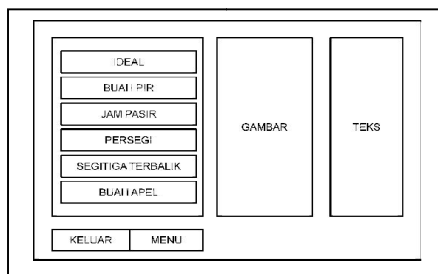 IDEAL
BUAH PIR
JAM PASIR
PERSEGI
SEGITIGA TERBALIK
BUAH APEL
GAMBAR
TEKS
KELUAR MENU